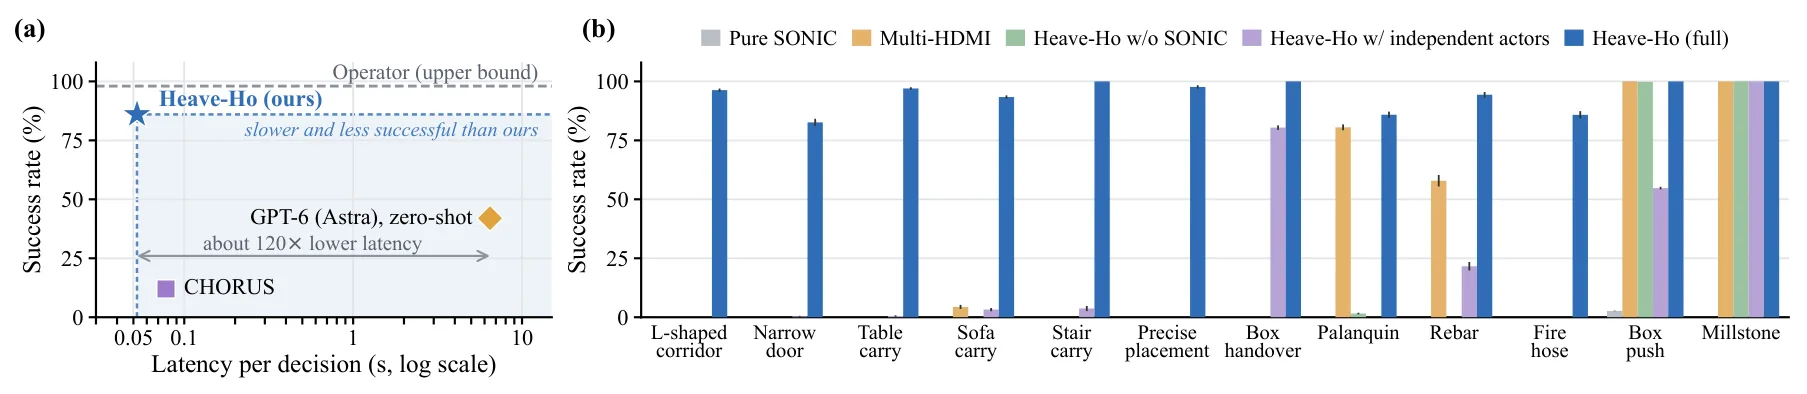 (a)
100
75
50
25
0
Success rate (%)
Operator (upper bound)
Heave-Ho (ours)
slower and less successful than ours
GPT-6 (Astra), zero-shot
about 120× lower latency
CHORUS
0.05 0.1 1 10
Latency per decision (s, log scale)
(b)
Pure SONIC Multi-HDMI Heave-Ho w/o SONIC Heave-Ho w/ independent actors Heave-Ho (full)
100
75
50
25
0
Success rate (%)
L-shaped
corridor
Narrow
door
Table
carry
Sofa
carry
Stair
carry
Precise
placement
Box
handover
Palanquin
Rebar
Fire
hose
Box
push
Millstone